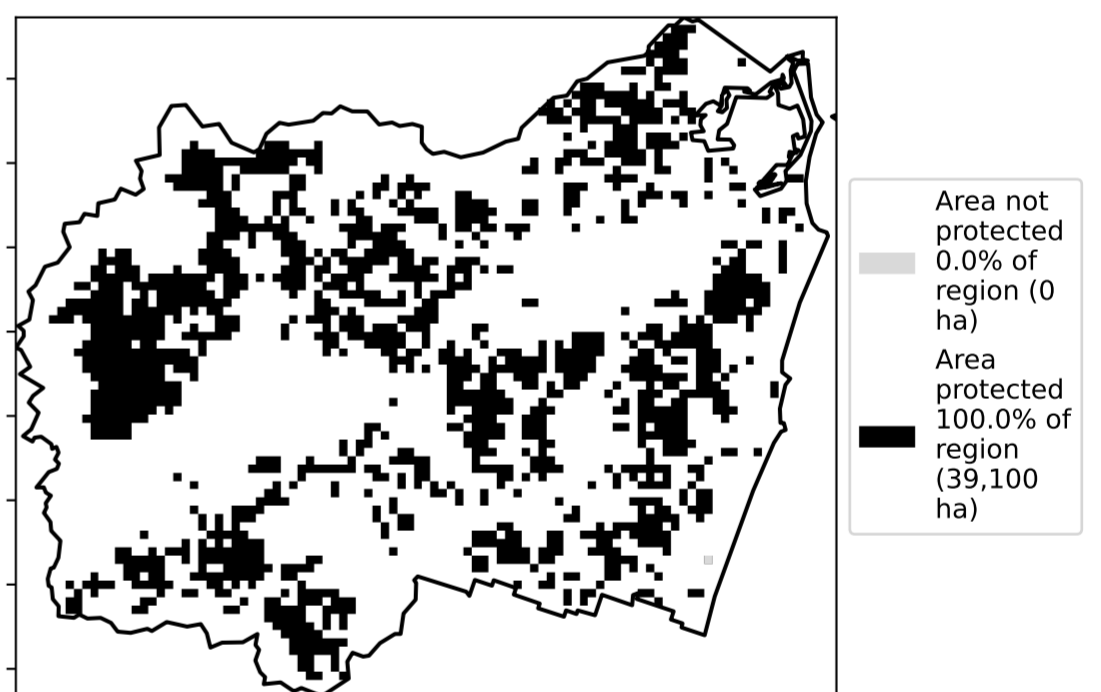 Area not
protected
0.0% of
region (0
ha)
Area
protected
100.0% of
region
(39,100
ha)